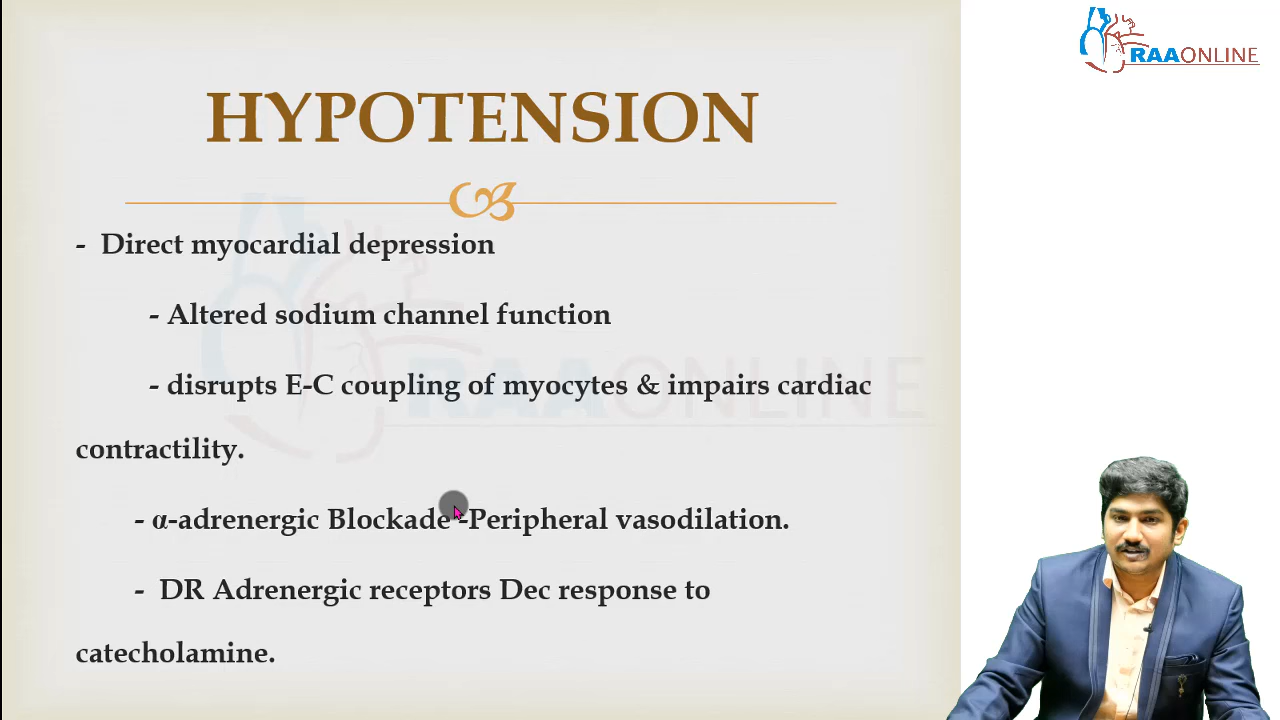 RAAONLINE
HYPOTENSION
- Direct myocardial depression
- Altered sodium channel function
- disrupts E-C coupling of myocytes & impairs cardiac
contractility.
- α-adrenergic Blockade -Peripheral vasodilation.
- DR Adrenergic receptors Dec response to
catecholamine.
RAAONLINE